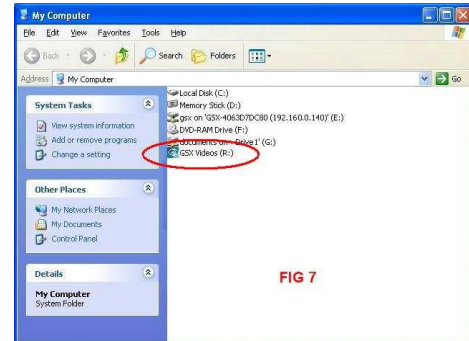 My Computer
File Edit View Favorites Tools Help
Back Search Folders
Address My Computer Go
System Tasks
View system information
Add or remove programs
Change a setting
Other Places
My Network Places
My Documents
Control Panel
Details
My Computer
System Folder
Local Disk (C:)
Memory Stick (D:)
gsx on 'GSX-4063D7DC80 (192.160.0.140)' (E:)
DVD-RAM Drive (F:)
documents on 'Drive1' (G:)
GSX Videos (R:)
FIG 7